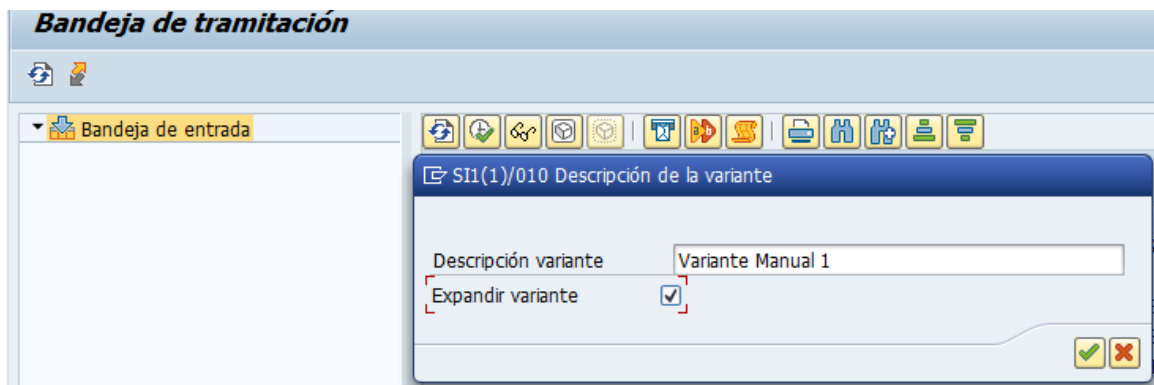 Bandeja de tramitación
Bandeja de entrada
SI1(1)/010 Descripción de la variante
Descripción variante Variante Manual 1
Expandir variante